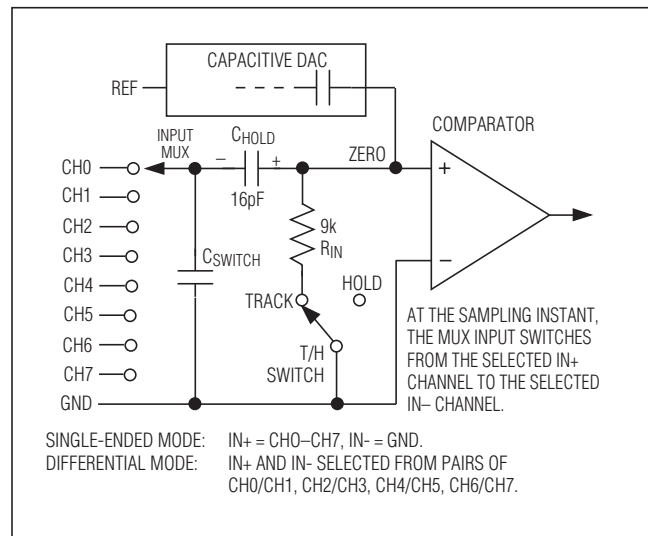 CAPACITIVE DAC
REF
COMPARATOR
INPUT
MUX
CHOLD
ZERO
– +
+
CH0
16pF
CH1
9k
RIN
CH2
CSWITCH
–
CH3
HOLD
CH4
TRACK
AT THE SAMPLING INSTANT,
THE MUX INPUT SWITCHES
FROM THE SELECTED IN+
CHANNEL TO THE SELECTED
IN– CHANNEL.
CH5
CH6
T/H
SWITCH
CH7
GND
SINGLE-ENDED MODE: IN+ = CHO–CH7, IN- = GND.
DIFFERENTIAL MODE: IN+ AND IN- SELECTED FROM PAIRS OF
CH0/CH1, CH2/CH3, CH4/CH5, CH6/CH7.